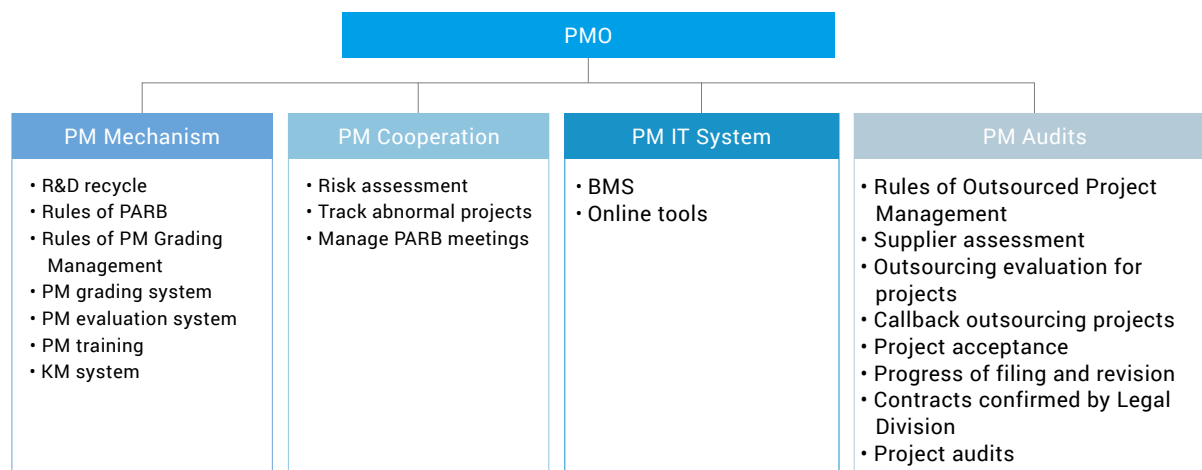 PMO
PM Mechanism
• R&D recycle
• Rules of PARB
• Rules of PM Grading
Management
• PM grading system
• PM evaluation system
• PM training
• KM system
PM Cooperation
• Risk assessment
• Track abnormal projects
• Manage PARB meetings
PM IT System
• BMS
• Online tools
PM Audits
• Rules of Outsourced Project
Management
• Supplier assessment
• Outsourcing evaluation for
projects
• Callback outsourcing projects
• Project acceptance
• Progress of filing and revision
• Contracts confirmed by Legal
Division
• Project audits